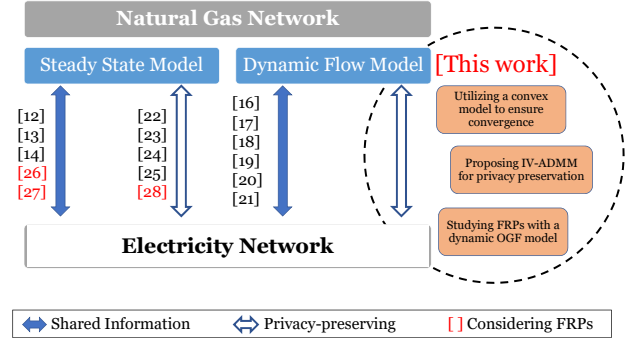 Natural Gas Network
Steady State Model
Dynamic Flow Model
[This work]
[12]
[13]
[14]
[26]
[27]
[22]
[23]
[24]
[25]
[28]
[16]
[17]
[18]
[19]
[20]
[21]
Utilizing a convex
model to ensure
convergence
Proposing IV-ADMM
for privacy preservation
Studying FRPs with a
dynamic OGF model
Electricity Network
Shared Information
Privacy-preserving
[ ] Considering FRPs